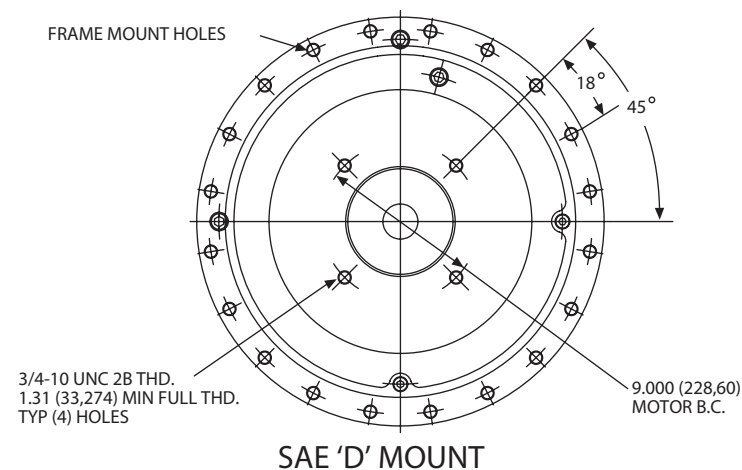 FRAME MOUNT HOLES
18°
45°
3/4-10 UNC 2B THD.
1.31 (33,274) MIN FULL THD.
TYP (4) HOLES
9.000 (228,60)
MOTOR B.C.
SAE ‘D’ MOUNT